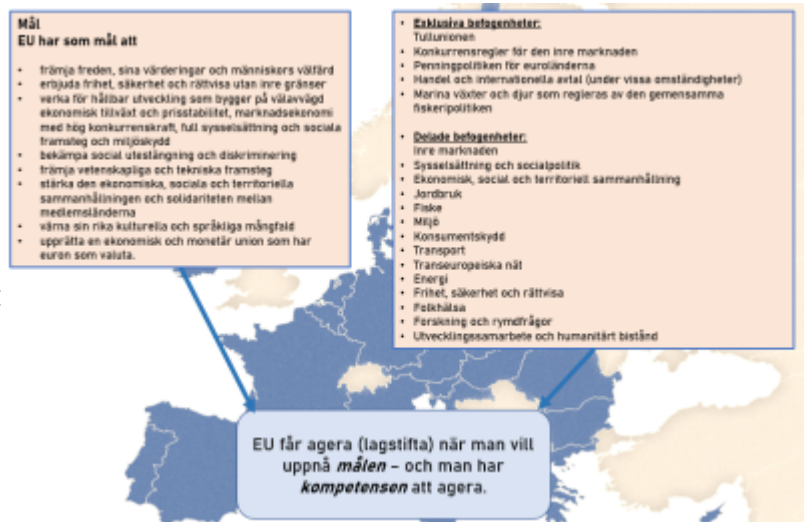 Mål
EU har som mål att
• främja freden, sina värderingar och människors välfärd
• erbjuda frihet, säkerhet och rättvisa utan inre gränser
• verka för hållbar utveckling som bygger på välavvägd
ekonomisk tillväxt och prisstabilitet, marknadsekonomi
med hög konkurrenskraft, full sysselsättning och sociala
framsteg och miljöskydd
• bekämpa social utestängning och diskriminering
• främja vetenskapliga och tekniska framsteg
• stärka den ekonomiska, sociala och territoriella
sammanhållningen och solidariteten mellan
medlemsländerna
• värna sin rika kulturella och språkliga mångfald
• upprätta en ekonomisk och monetär union som har
euron som valuta.
• Exklusiva befogenheter:
Tullunionen
• Konkurrensregler för den inre marknaden
• Penningpolitiken för euroländerna
• Handel och internationella avtal (under vissa omständigheter)
• Marina växter och djur som regleras av den gemensamma
fiskeripolitiken
• Delade befogenheter:
Inre marknaden
• Sysselsättning och socialpolitik
• Ekonomisk, social och territoriell sammanhållning
• Jordbruk
• Fiske
• Miljö
• Konsumentskydd
• Transport
• Transeuropeiska nät
• Energi
• Frihet, säkerhet och rättvisa
• Folkhälsa
• Forskning och rymdfrågor
• Utvecklingssamarbete och humanitärt bistånd
EU får agera (lagstifta) när man vill
uppnå målen – och man har
kompetensen att agera.